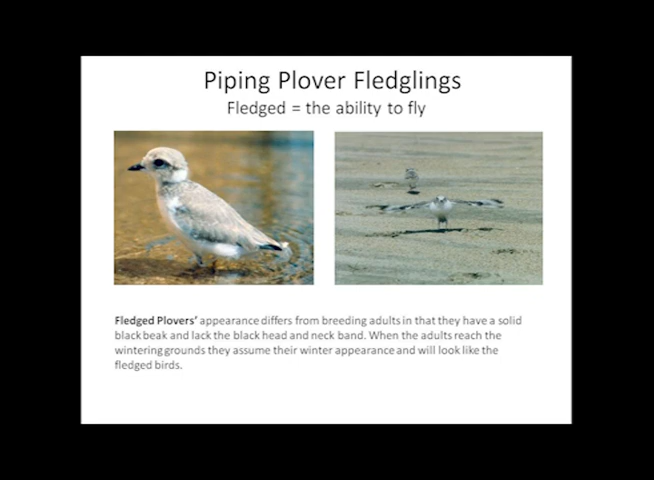 Piping Plover Fledglings
Fledged = the ability to fly
Fledged Plovers' appearance differs from breeding adults in that they have a solid
black beak and lack the black head and neck band. When the adults reach the
wintering grounds they assume their winter appearance and will look like the
fledged birds.